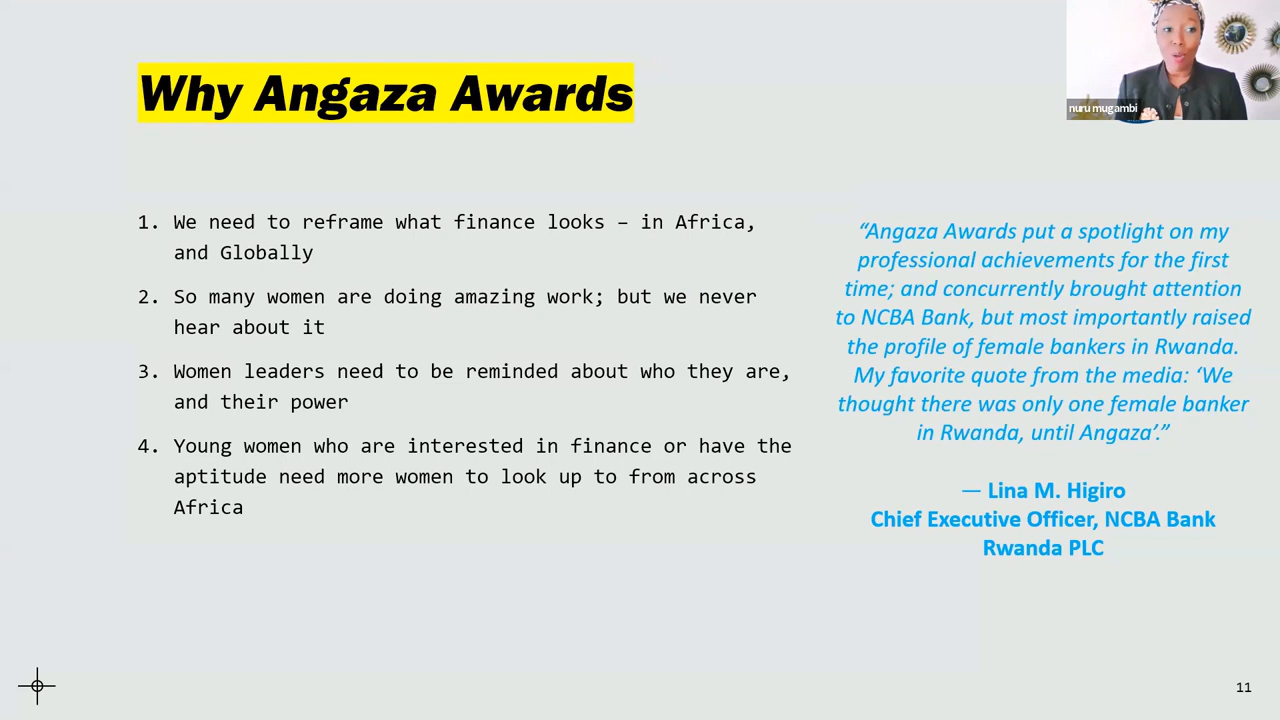 Why Angaza Awards
nuru mugambi
1. We need to reframe what finance looks – in Africa,
and Globally
2. So many women are doing amazing work; but we never
hear about it
3. Women leaders need to be reminded about who they are,
and their power
4. Young women who are interested in finance or have the
aptitude need more women to look up to from across
Africa
“Angaza Awards put a spotlight on my
professional achievements for the first
time; and concurrently brought attention
to NCBA Bank, but most importantly raised
the profile of female bankers in Rwanda.
My favorite quote from the media: ‘We
thought there was only one female banker
in Rwanda, until Angaza’.”
— Lina M. Higiro
Chief Executive Officer, NCBA Bank
Rwanda PLC
11